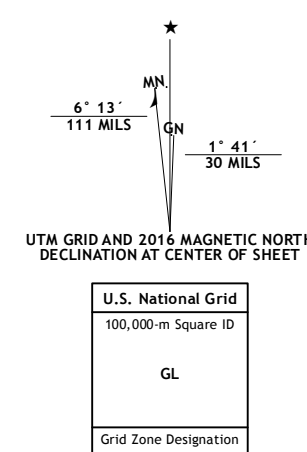 MN.
GN
6° 13´
111 MILS
1° 41´
30 MILS
UTM GRID AND 2016 MAGNETIC NORTH
DECLINATION AT CENTER OF SHEET
U.S. National Grid
100,000-m Square ID
GL
Grid Zone Designation